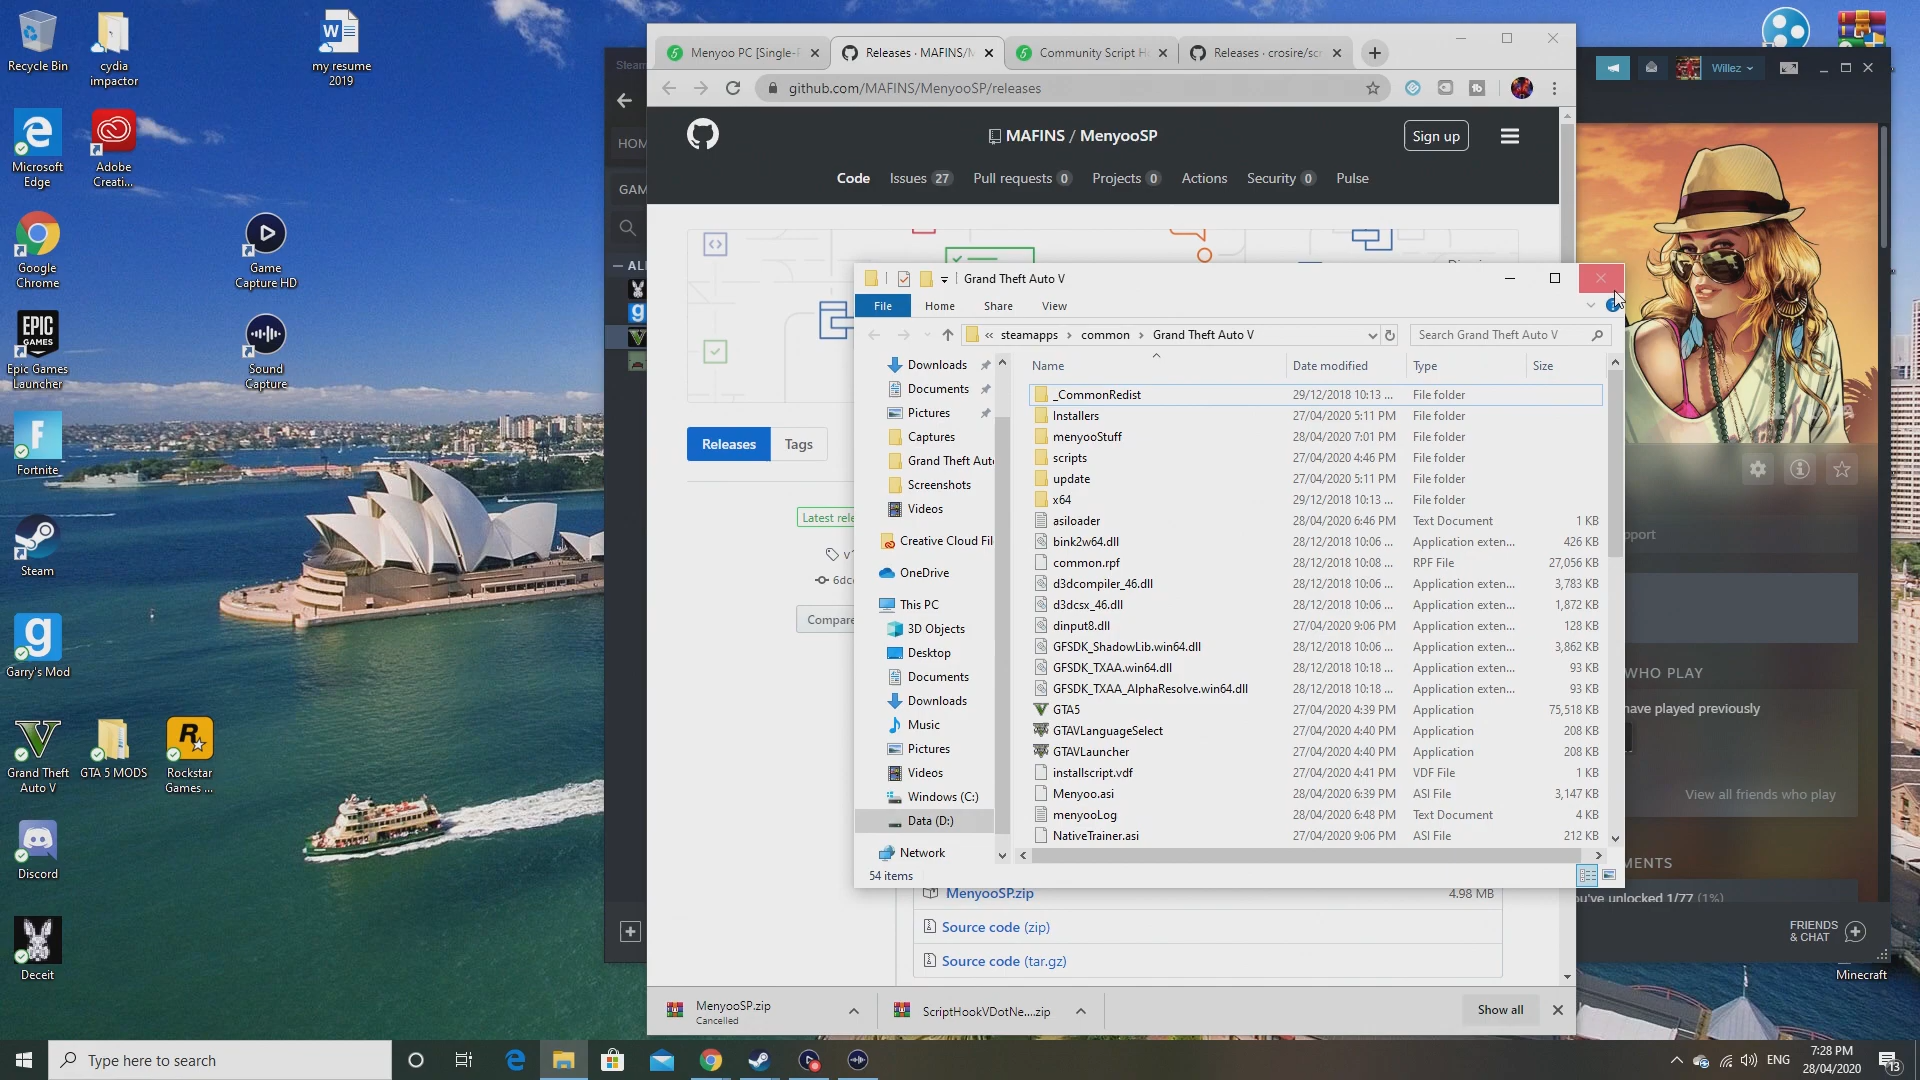 Recycle Bin
cydia
impactor
my resume
2019
Microsoft
Edge
Adobe
Creati...
Google
Chrome
Game
Capture HD
Epic Games
Launcher
Sound
Capture
Fortnite
Steam
Garry's Mod
Grand Theft
Auto V
GTA 5 MODS
Rockstar
Games ...
Discord
Deceit
Minecraft
Steam
HOM
GAM
ALL
Willez
Menyoo PC [Single-P
Releases · MAFINS/M
Community Script H
Releases · crosire/scr
github.com/MAFINS/MenyooSP/releases
MAFINS / MenyooSP
Sign up
Code
Issues 27
Pull requests 0
Projects 0
Actions
Security 0
Pulse
Releases
Tags
Latest rele
6dc
Compare
Grand Theft Auto V
File
Home
Share
View
« steamapps › common › Grand Theft Auto V
Search Grand Theft Auto V
Downloads
Documents
Pictures
Captures
Grand Theft Auto
Screenshots
Videos
Creative Cloud Fil
OneDrive
This PC
3D Objects
Desktop
Documents
Downloads
Music
Pictures
Videos
Windows (C:)
Data (D:)
Network
Name Date modified Type Size
_CommonRedist 29/12/2018 10:13 ... File folder
Installers 27/04/2020 5:11 PM File folder
menyooStuff 28/04/2020 7:01 PM File folder
scripts 27/04/2020 4:46 PM File folder
update 27/04/2020 5:11 PM File folder
x64 29/12/2018 10:13 ... File folder
asiloader 28/04/2020 6:46 PM Text Document 1 KB
bink2w64.dll 28/12/2018 10:06 ... Application exten... 426 KB
common.rpf 28/12/2018 10:08 ... RPF File 27,056 KB
d3dcompiler_46.dll 28/12/2018 10:06 ... Application exten... 3,783 KB
d3dcsx_46.dll 28/12/2018 10:06 ... Application exten... 1,872 KB
dinput8.dll 27/04/2020 9:06 PM Application exten... 128 KB
GFSDK_ShadowLib.win64.dll 28/12/2018 10:06 ... Application exten... 3,862 KB
GFSDK_TXAA.win64.dll 28/12/2018 10:18 ... Application exten... 93 KB
GFSDK_TXAA_AlphaResolve.win64.dll 28/12/2018 10:18 ... Application exten... 93 KB
GTA5 27/04/2020 4:39 PM Application 75,518 KB
GTAVLanguageSelect 27/04/2020 4:40 PM Application 208 KB
GTAVLauncher 27/04/2020 4:40 PM Application 208 KB
installscript.vdf 27/04/2020 4:41 PM VDF File 1 KB
Menyoo.asi 28/04/2020 6:39 PM ASI File 3,147 KB
menyooLog 28/04/2020 6:48 PM Text Document 4 KB
NativeTrainer.asi 27/04/2020 9:06 PM ASI File 212 KB
54 items
MenyooSP.zip 4.98 MB
Source code (zip)
Source code (tar.gz)
pport
WHO PLAY
have played previously
View all friends who play
MENTS
ou've unlocked 1/77 (1%)
FRIENDS
& CHAT
MenyooSP.zip
Cancelled
ScriptHookVDotNe....zip
Show all
Type here to search
ENG
7:28 PM
28/04/2020
13